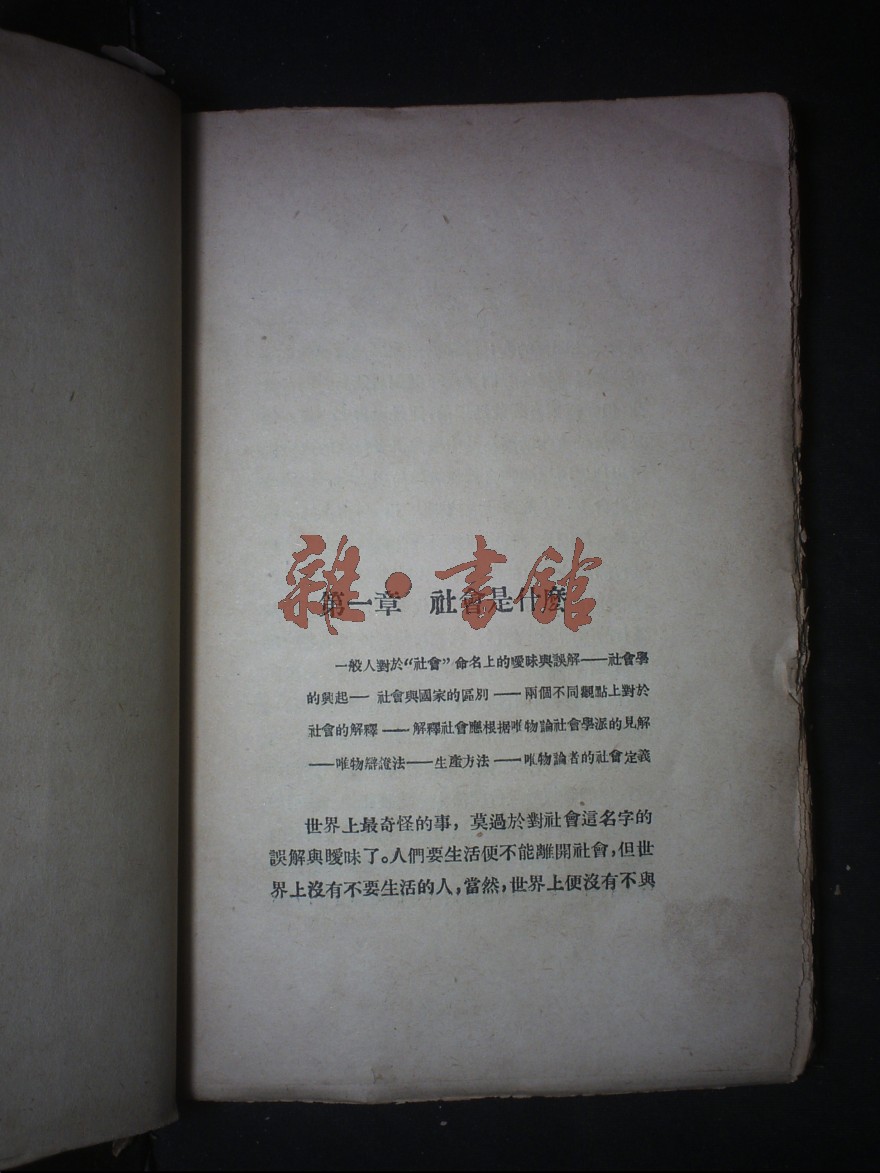 雜·書館
第一章 社會是什麼
一般人對於“社會”命名上的曖昧與誤解——社會學
的興起—社會與國家的區別——兩個不同觀點上對於
社會的解釋——解釋社會應根据唯物論社會學派的見解
——唯物辯證法——生產方法——唯物論者的社會定義
世界上最奇怪的事，莫過於對社會這名字的
誤解與曖昧了。人們要生活便不能離開社會，但世
界上沒有不要生活的人，當然，世界上便沒有不與